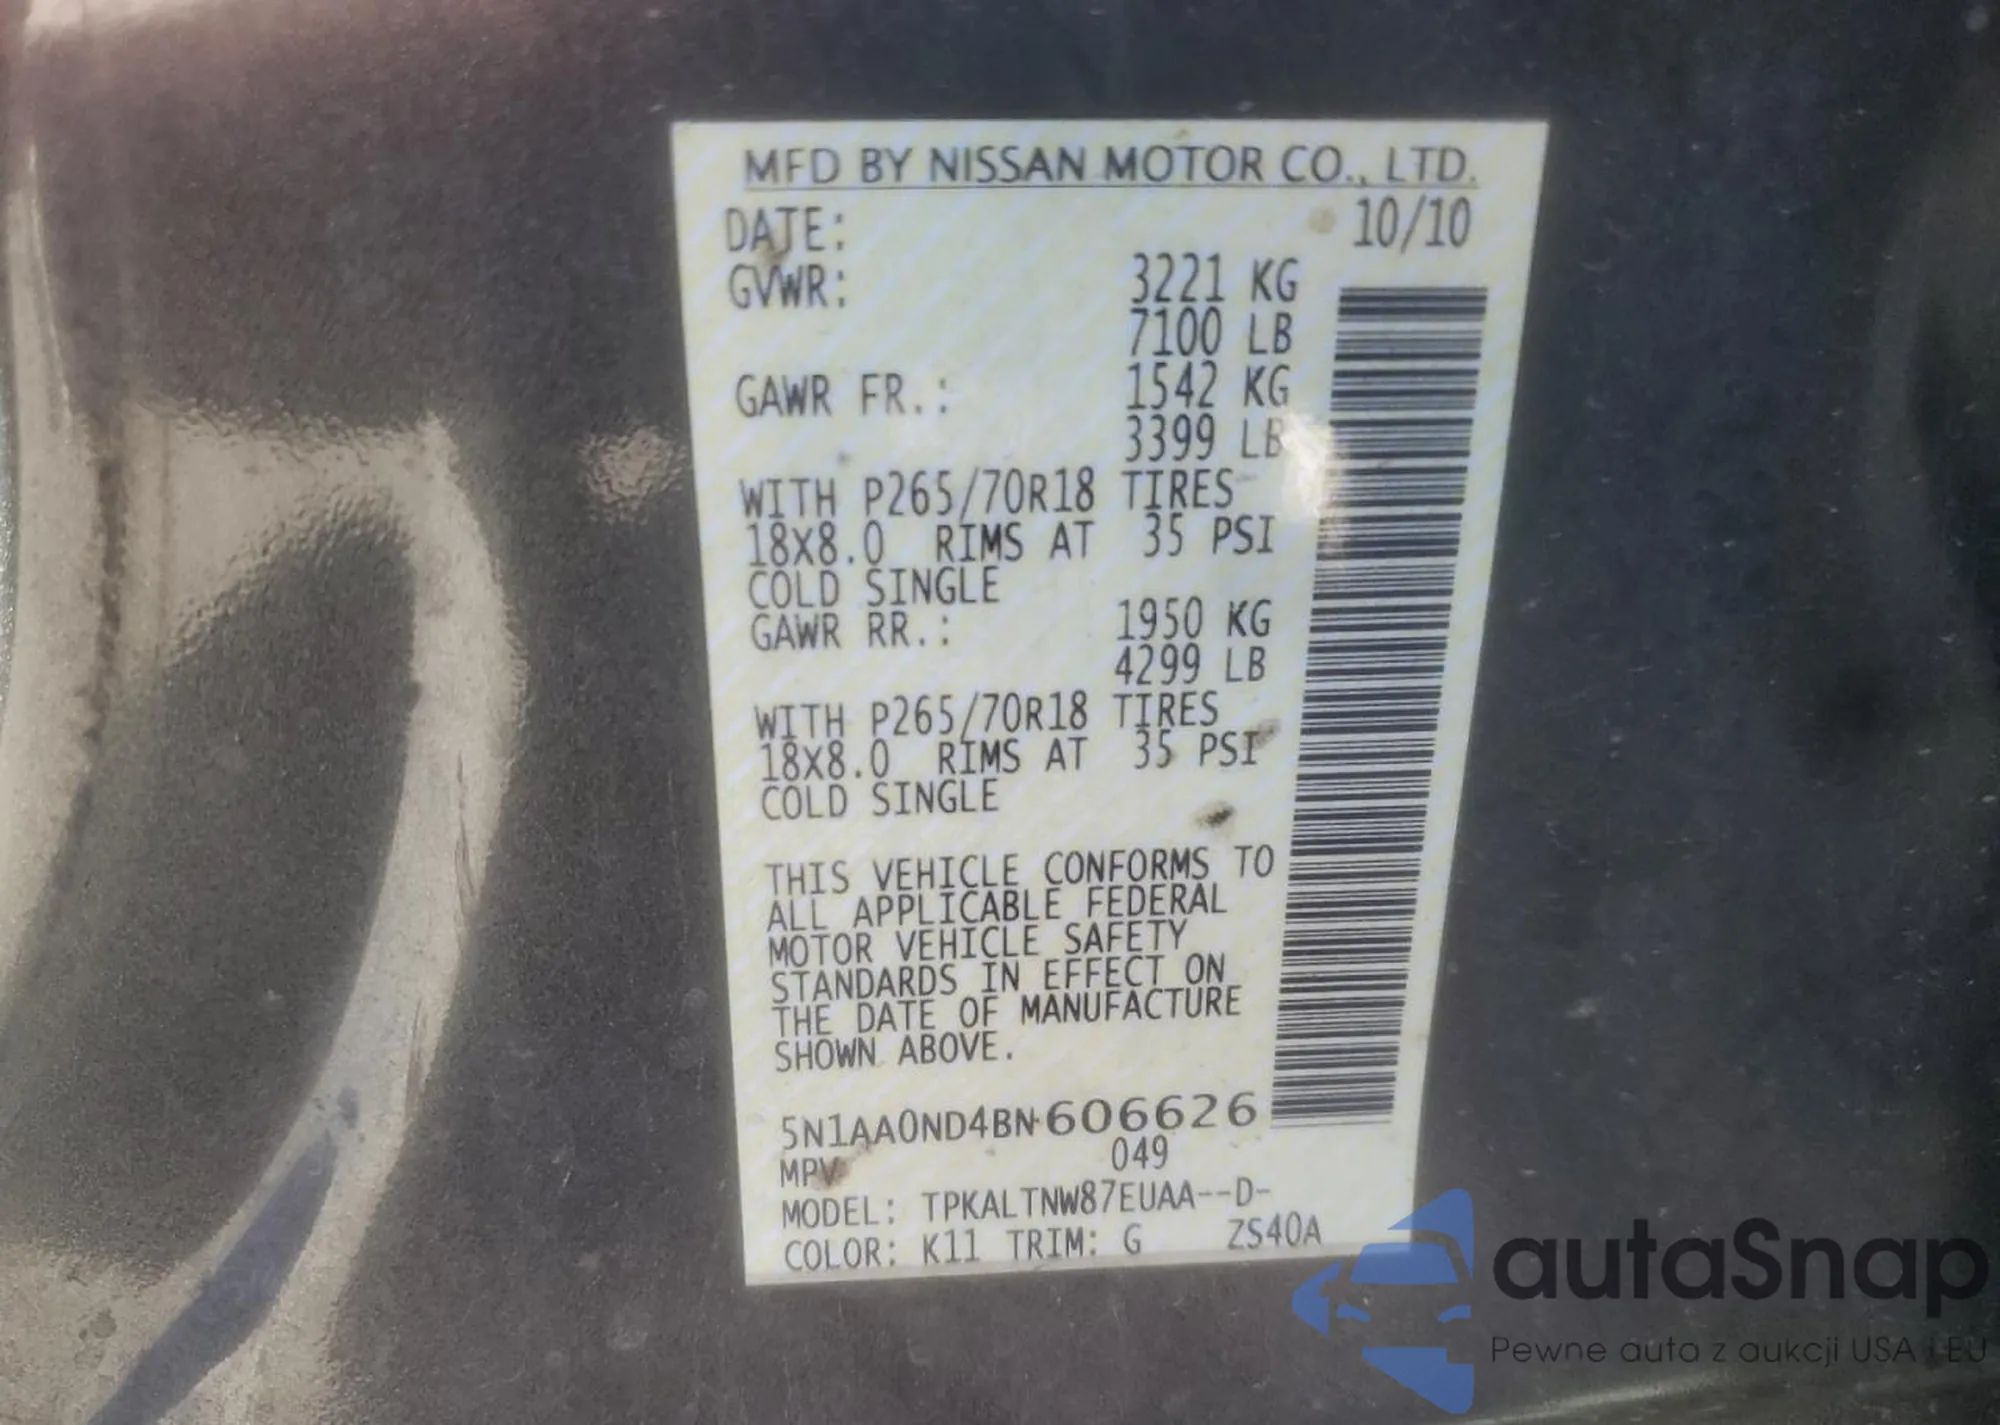 MFD BY NISSAN MOTOR CO., LTD.
DATE: 10/10
GVWR: 3221 KG
7100 LB
GAWR FR.: 1542 KG
3399 LB
WITH P265/70R18 TIRES
18X8.0 RIMS AT 35 PSI
COLD SINGLE
GAWR RR.: 1950 KG
4299 LB
WITH P265/70R18 TIRES
18X8.0 RIMS AT 35 PSI
COLD SINGLE
THIS VEHICLE CONFORMS TO
ALL APPLICABLE FEDERAL
MOTOR VEHICLE SAFETY
STANDARDS IN EFFECT ON
THE DATE OF MANUFACTURE
SHOWN ABOVE.
5N1AA0ND4BN-606626
MPV 049
MODEL: TPKALTNW87EUAA--D-
COLOR: K11 TRIM: G ZS40A
autaSnap
Pewne auta z aukcji USA i EU